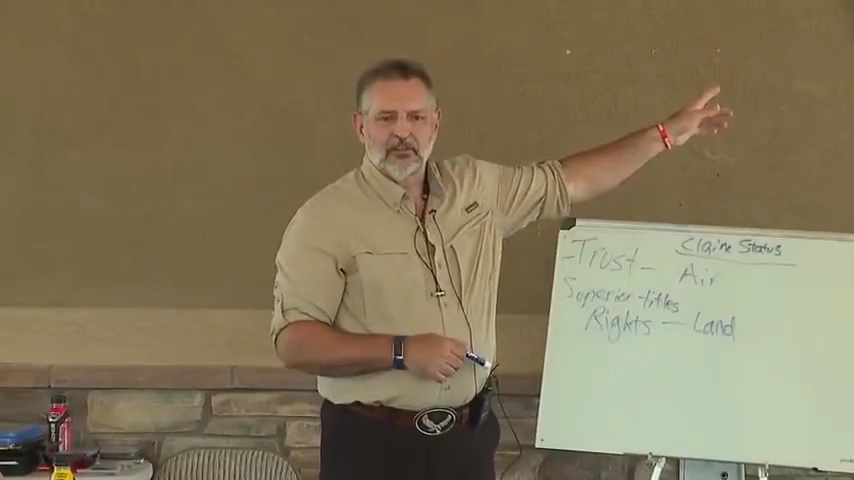 Claim Status
-Trust - Air
Superior-titles
Rights - Land